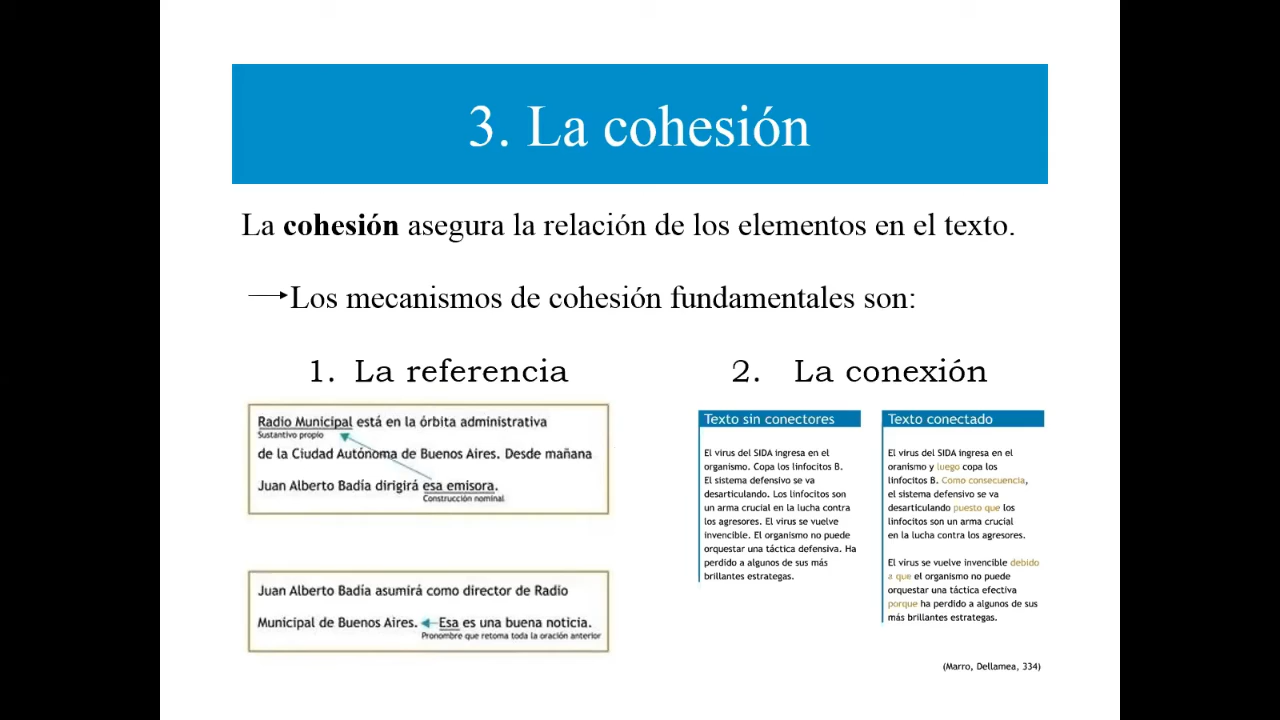 3. La cohesión
La cohesión asegura la relación de los elementos en el texto.
Los mecanismos de cohesión fundamentales son:
1. La referencia
Radio Municipal está en la órbita administrativa
Sustantivo propio
de la Ciudad Autónoma de Buenos Aires. Desde mañana
Juan Alberto Badía dirigirá esa emisora.
Construcción nominal
Juan Alberto Badía asumirá como director de Radio
Municipal de Buenos Aires. Esa es una buena noticia.
Pronombre que retoma toda la oración anterior
2. La conexión
Texto sin conectores
El virus del SIDA ingresa en el
organismo. Copa los linfocitos B.
El sistema defensivo se va
desarticulando. Los linfocitos son
un arma crucial en la lucha contra
los agresores. El virus se vuelve
invencible. El organismo no puede
orquestar una táctica defensiva. Ha
perdido a algunos de sus más
brillantes estrategas.
Texto conectado
El virus del SIDA ingresa en el
oranismo y luego copa los
linfocitos B. Como consecuencia,
el sistema defensivo se va
desarticulando puesto que los
linfocitos son un arma crucial
en la lucha contra los agresores.
El virus se vuelve invencible debido
a que el organismo no puede
orquestar una táctica efectiva
porque ha perdido a algunos de sus
más brillantes estrategas.
(Marro, Dellamea, 334)